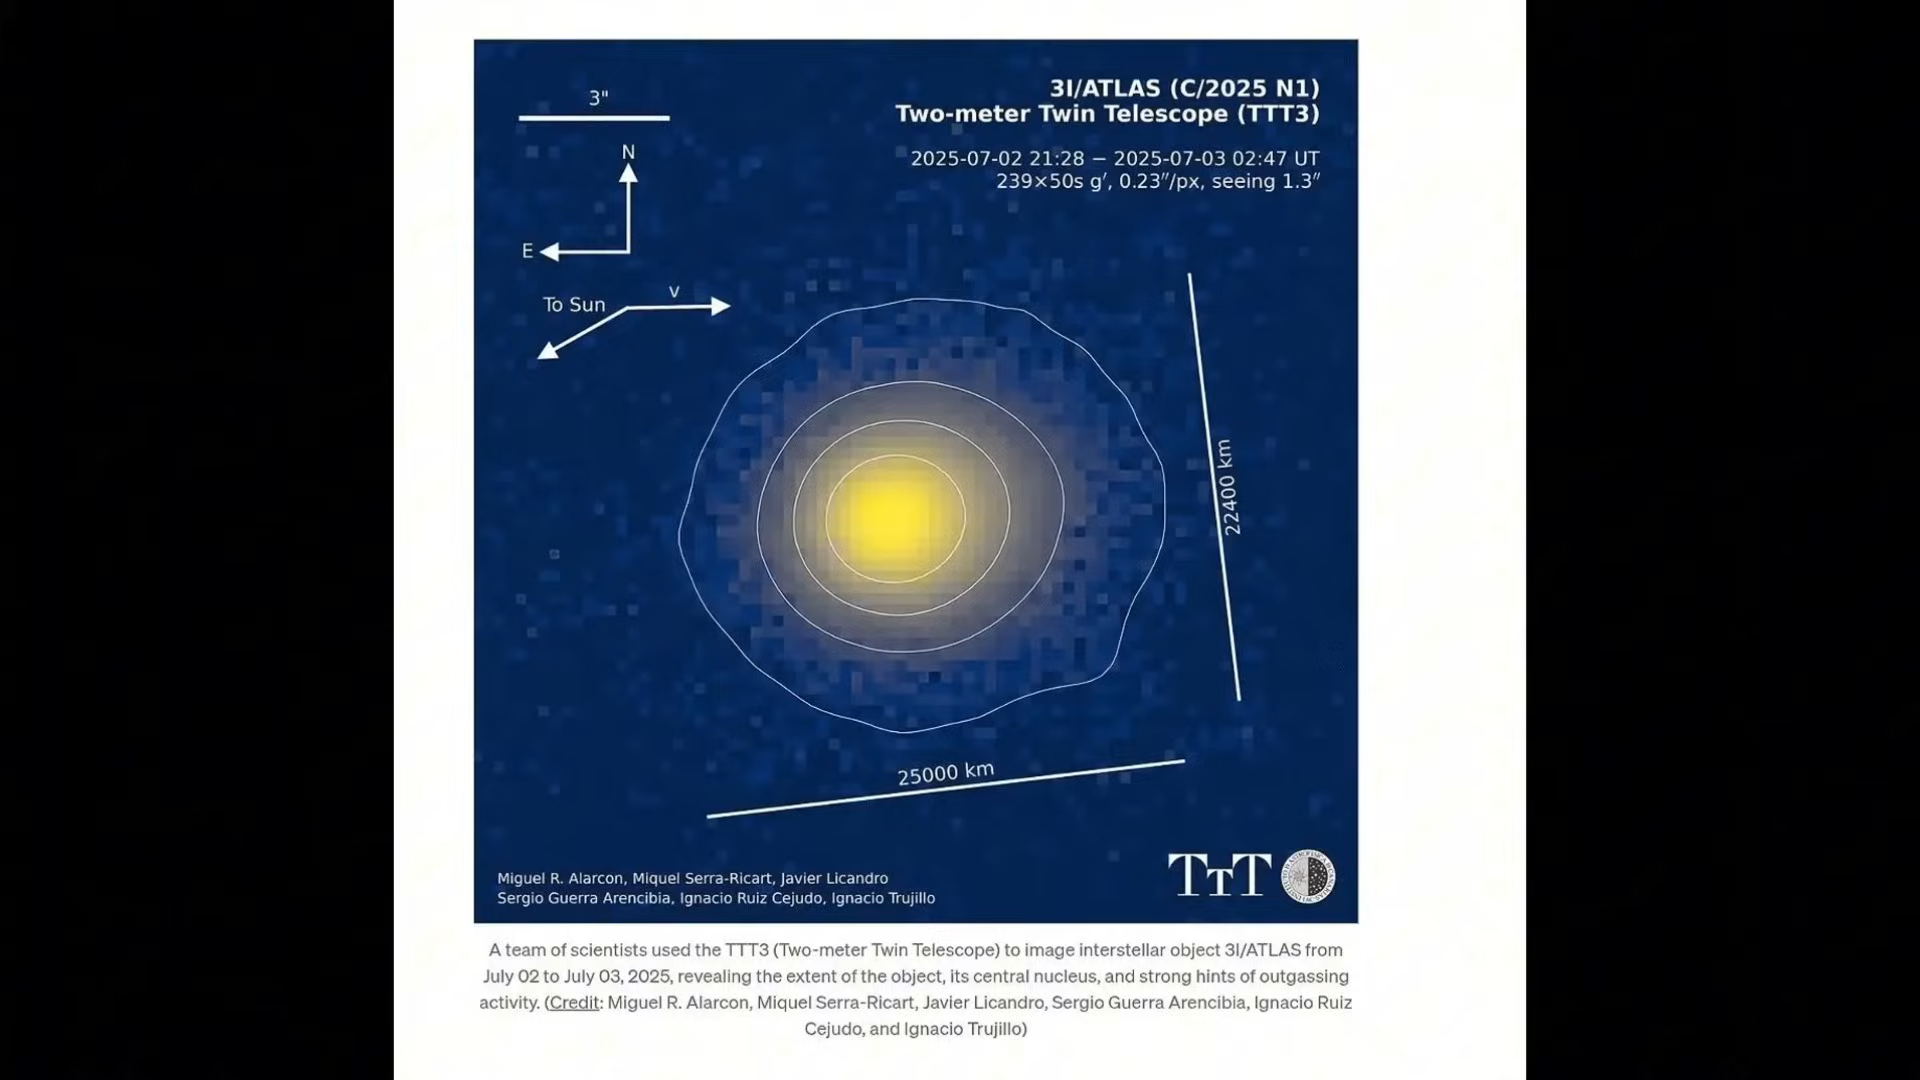 3"
3I/ATLAS (C/2025 N1)
Two-meter Twin Telescope (TTT3)
N
2025-07-02 21:28 − 2025-07-03 02:47 UT
239×50s g′, 0.23″/px, seeing 1.3″
E
To Sun
v
22400 km
25000 km
Miguel R. Alarcon, Miquel Serra-Ricart, Javier Licandro
Sergio Guerra Arencibia, Ignacio Ruiz Cejudo, Ignacio Trujillo
TTT
A team of scientists used the TTT3 (Two-meter Twin Telescope) to image interstellar object 3I/ATLAS from
July 02 to July 03, 2025, revealing the extent of the object, its central nucleus, and strong hints of outgassing
activity. (Credit: Miguel R. Alarcon, Miquel Serra-Ricart, Javier Licandro, Sergio Guerra Arencibia, Ignacio Ruiz
Cejudo, and Ignacio Trujillo)